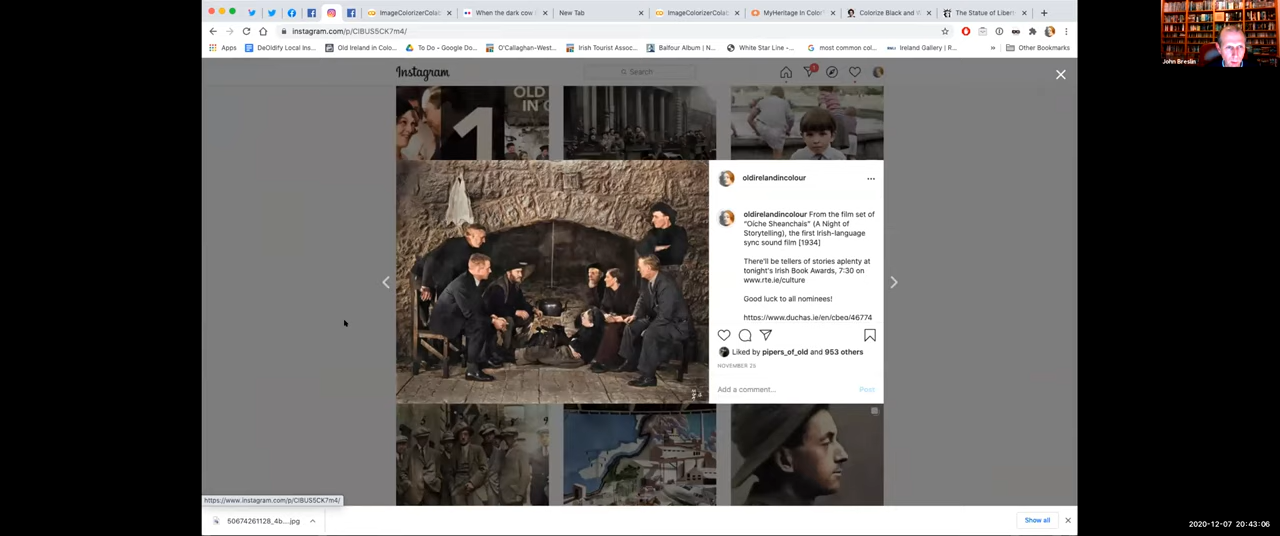 ImageColorizerColab
When the dark cow
New Tab
ImageColorizerColab
MyHeritage In Color
Colorize Black and W
The Statue of Liberty
instagram.com/p/CIBUS5CK7m4/
Apps
DeOldify Local Ins...
Old Ireland in Colo...
To Do - Google Do...
O'Callaghan-West...
Irish Tourist Assoc...
Balfour Album | N...
White Star Line -...
most common col...
Ireland Gallery | R...
Other Bookmarks
John Breslin
Instagram
Search
OLD
IN C
1
oldirelandincolour
oldirelandincolour From the film set of
"Oíche Sheanchais" (A Night of
Storytelling), the first Irish-language
sync sound film [1934]
There'll be tellers of stories aplenty at
tonight's Irish Book Awards, 7:30 on
www.rte.ie/culture
Good luck to all nominees!
https://www.duchas.ie/en/cbeg/46774
Liked by pipers_of_old and 953 others
NOVEMBER 25
Add a comment...
Post
https://www.instagram.com/p/CIBUS5CK7m4/
50674261128_4b....jpg
Show all
2020-12-07 20:43:06